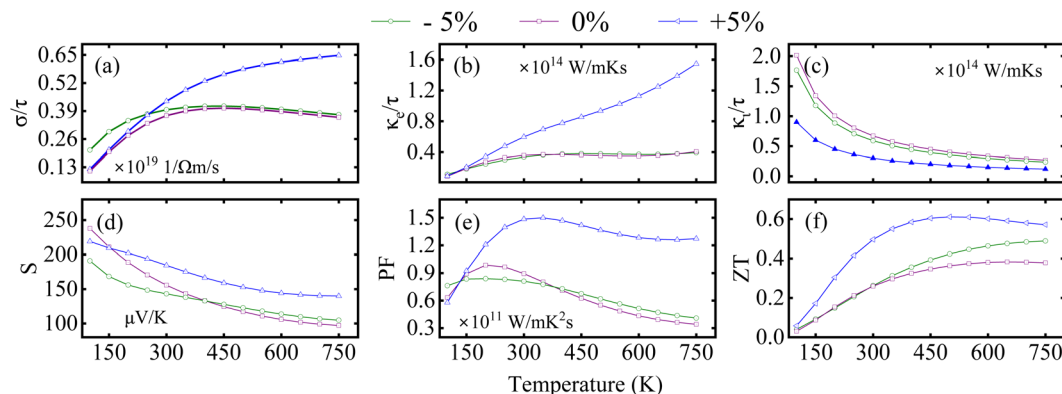 - 5% 0% +5%
(a)
0.65
0.52
0.39
0.26
0.13
σ/τ
×10¹⁹ 1/Ωm/s
(b)
×10¹⁴ W/mKs
1.6
1.2
0.8
0.4
κₑ/τ
(c)
×10¹⁴ W/mKs
2.0
1.5
1.0
0.5
0.0
κₗ/τ
(d)
250
200
150
100
S
μV/K
150 300 450 600 750
(e)
1.5
1.2
0.9
0.6
0.3
PF
×10¹¹ W/mK²s
150 300 450 600 750
(f)
0.6
0.4
0.2
0.0
ZT
150 300 450 600 750
Temperature (K)